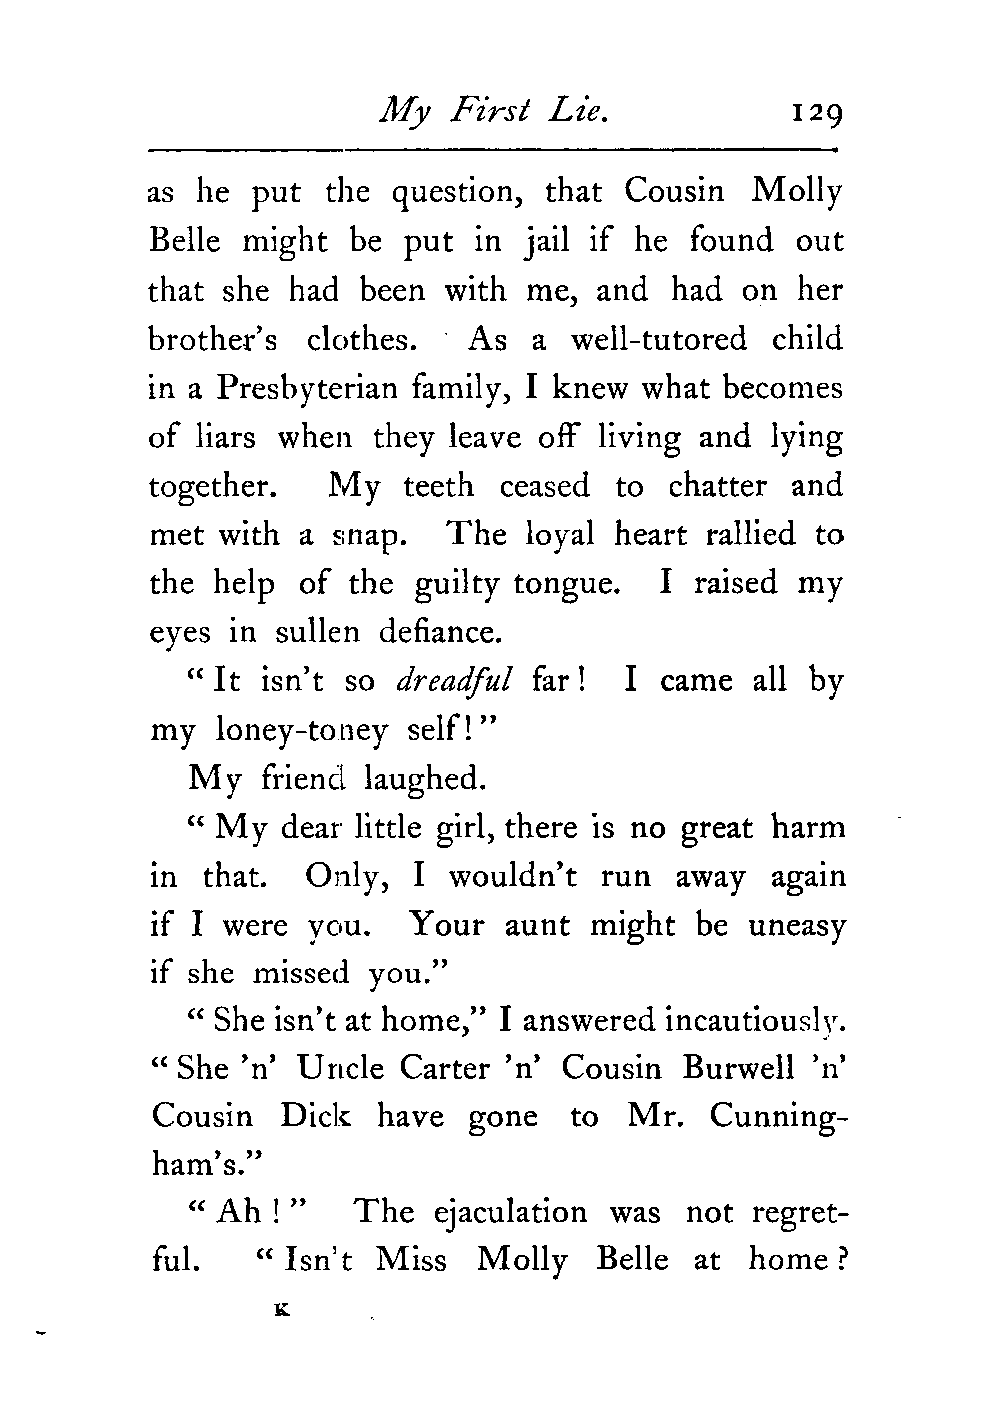 My First Lie. 129
as he put the question, that Cousin Molly
Belle might be put in jail if he found out
that she had been with me, and had on her
brother's clothes. As a well-tutored child
in a Presbyterian family, I knew what becomes
of liars when they leave off living and lying
together. My teeth ceased to chatter and
met with a snap. The loyal heart rallied to
the help of the guilty tongue. I raised my
eyes in sullen defiance.
“ It isn't so dreadful far! I came all by
my loney-toney self!”
My friend laughed.
“ My dear little girl, there is no great harm
in that. Only, I wouldn't run away again
if I were you. Your aunt might be uneasy
if she missed you.”
“ She isn't at home,” I answered incautiously.
“ She 'n' Uncle Carter 'n' Cousin Burwell 'n'
Cousin Dick have gone to Mr. Cunning-
ham's.”
“ Ah ! ” The ejaculation was not regret-
ful. “ Isn't Miss Molly Belle at home ?
K